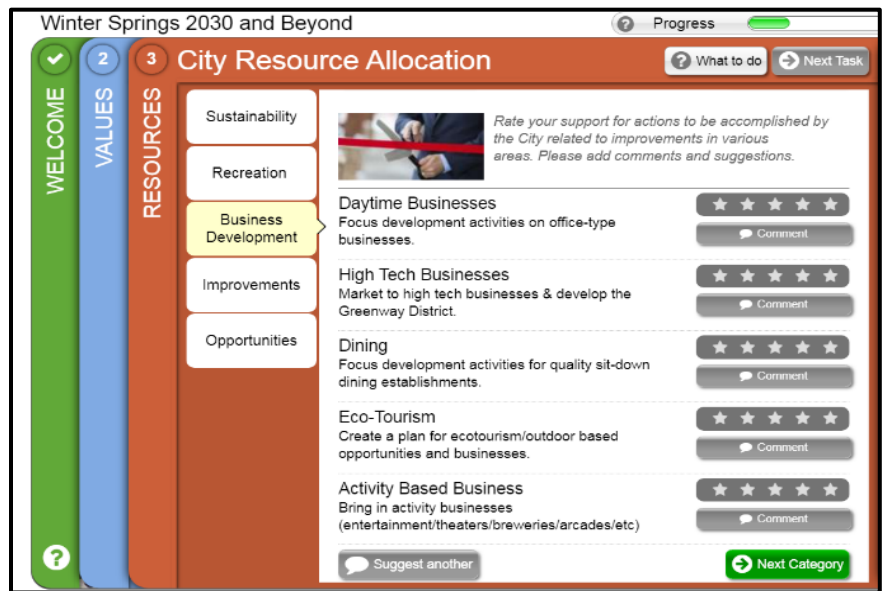 Winter Springs 2030 and Beyond
? Progress
WELCOME
2
VALUES
3
RESOURCES
City Resource Allocation
? What to do
Next Task
Sustainability
Recreation
Business
Development
Improvements
Opportunities
Rate your support for actions to be accomplished by
the City related to improvements in various
areas. Please add comments and suggestions.
Daytime Businesses
Focus development activities on office-type
businesses.
Comment
High Tech Businesses
Market to high tech businesses & develop the
Greenway District.
Comment
Dining
Focus development activities for quality sit-down
dining establishments.
Comment
Eco-Tourism
Create a plan for ecotourism/outdoor based
opportunities and businesses.
Comment
Activity Based Business
Bring in activity businesses
(entertainment/theaters/breweries/arcades/etc)
Comment
?
Suggest another
Next Category